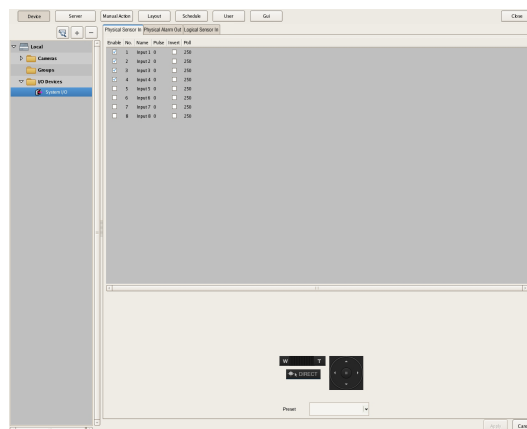 Device Server Manual Action Layout Schedule User Gui Close
Physical Sensor In Physical Alarm Out Logical Sensor In
Local
Cameras
Groups
I/O Devices
System I/O
Enable No. Name Pulse Invert Poll
1 Input 1 0 250
2 Input 2 0 250
3 Input 3 0 250
4 Input 4 0 250
5 Input 5 0 250
6 Input 6 0 250
7 Input 7 0 250
8 Input 8 0 250
W T
DIRECT
Preset
Apply Canc